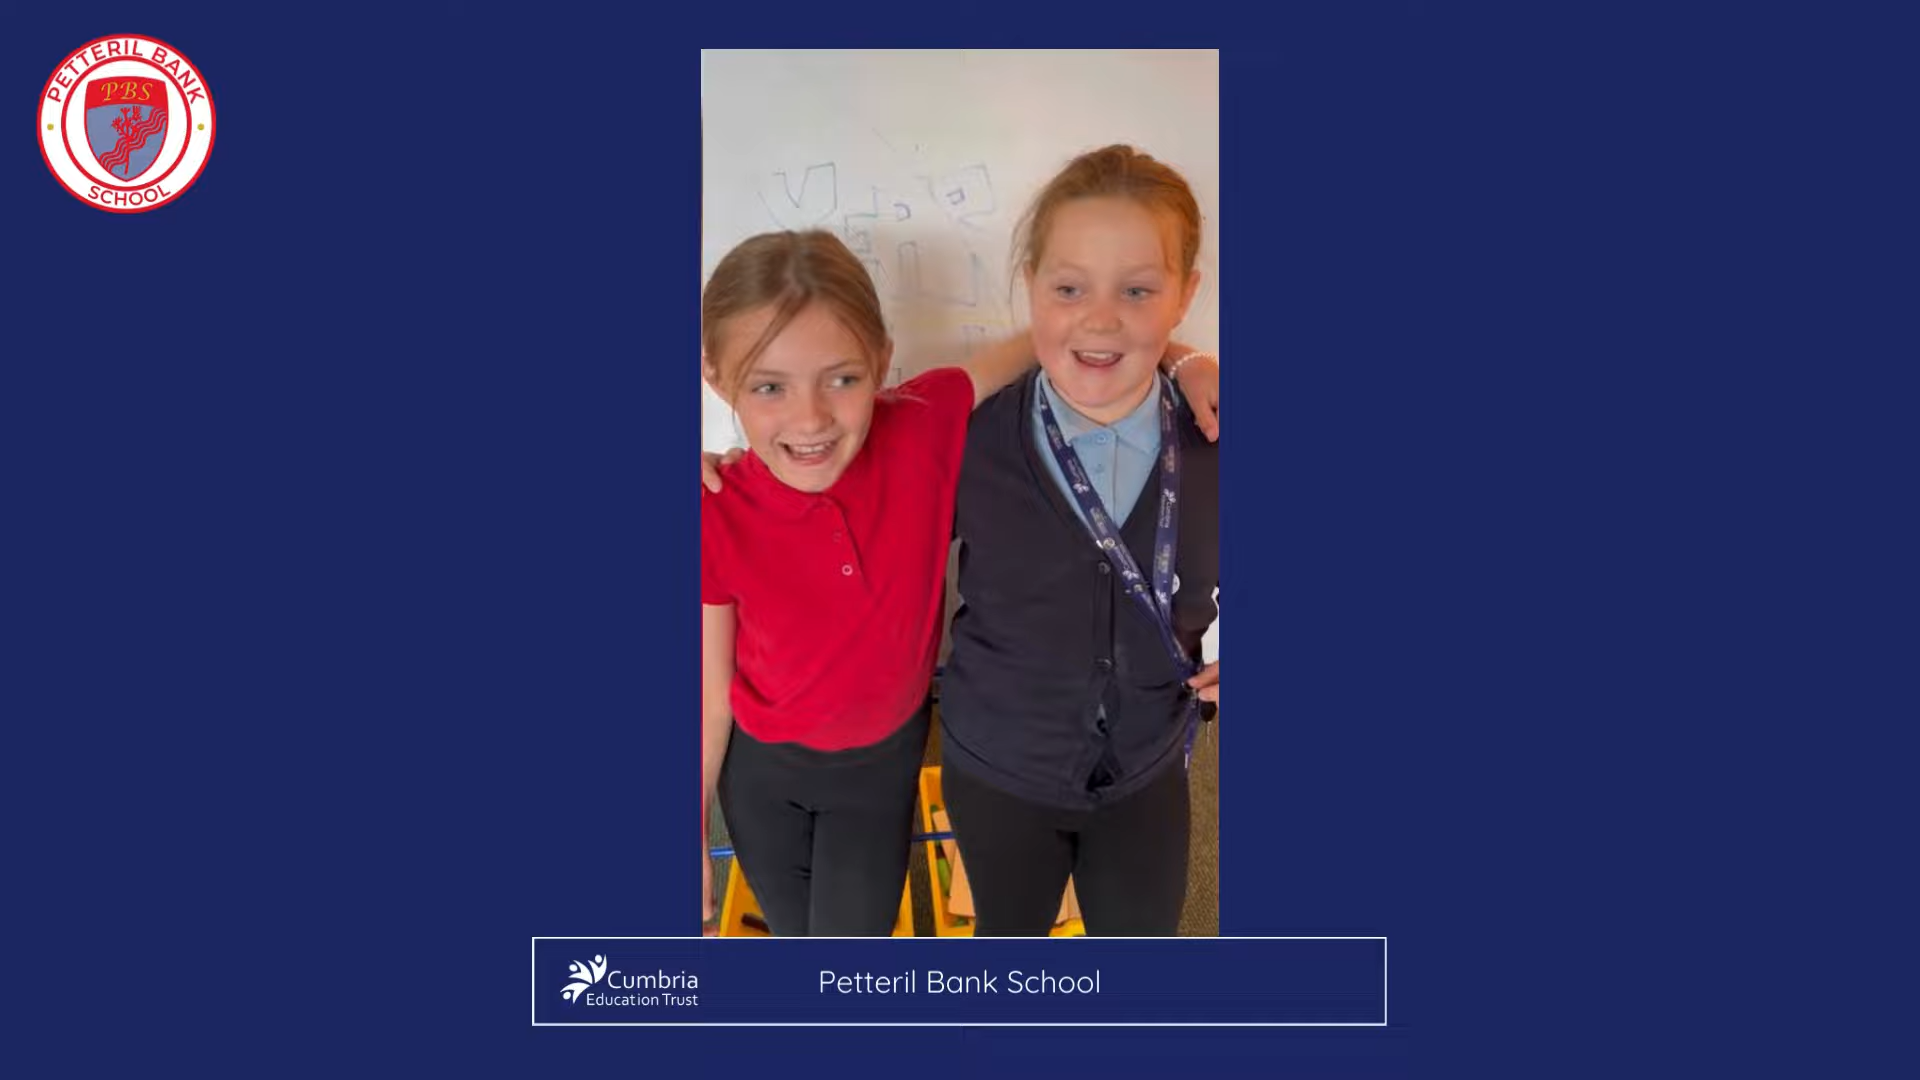 PETTERIL BANK
PBS
SCHOOL
Cumbria
Education Trust
Petteril Bank School